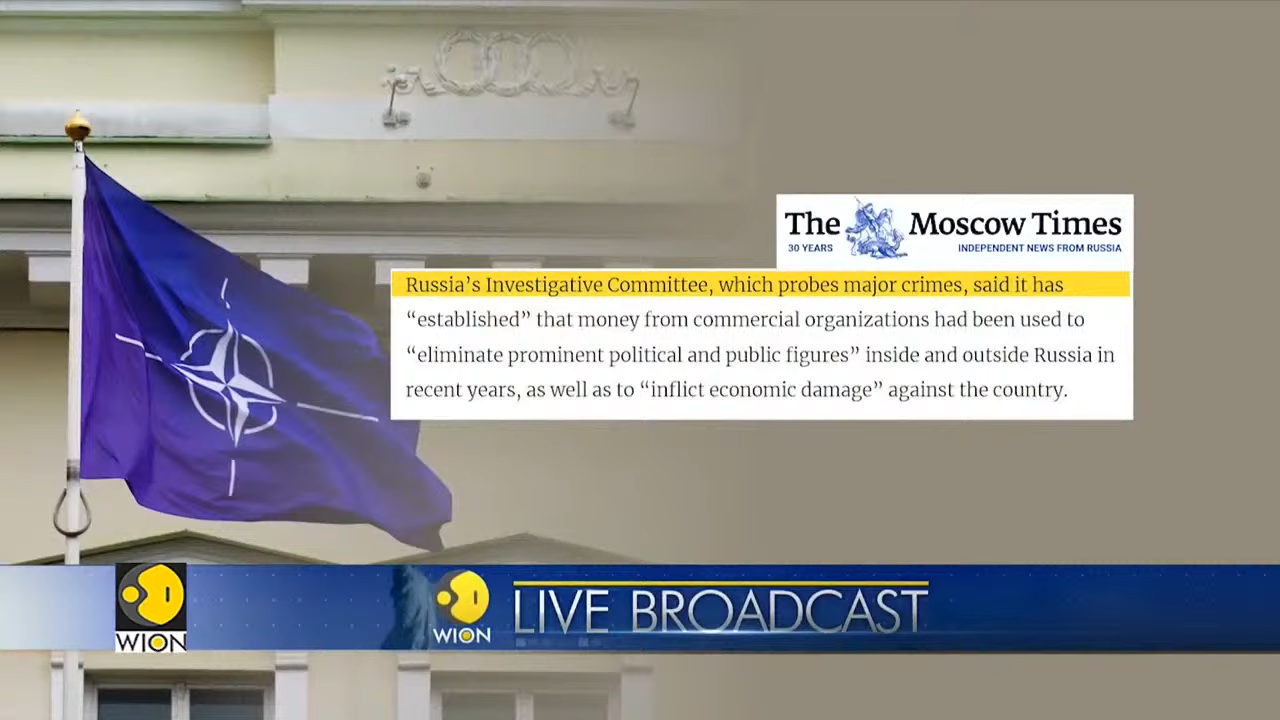 The Moscow Times
30 YEARS
INDEPENDENT NEWS FROM RUSSIA
Russia’s Investigative Committee, which probes major crimes, said it has
“established” that money from commercial organizations had been used to
“eliminate prominent political and public figures” inside and outside Russia in
recent years, as well as to “inflict economic damage” against the country.
WION
WION
LIVE BROADCAST